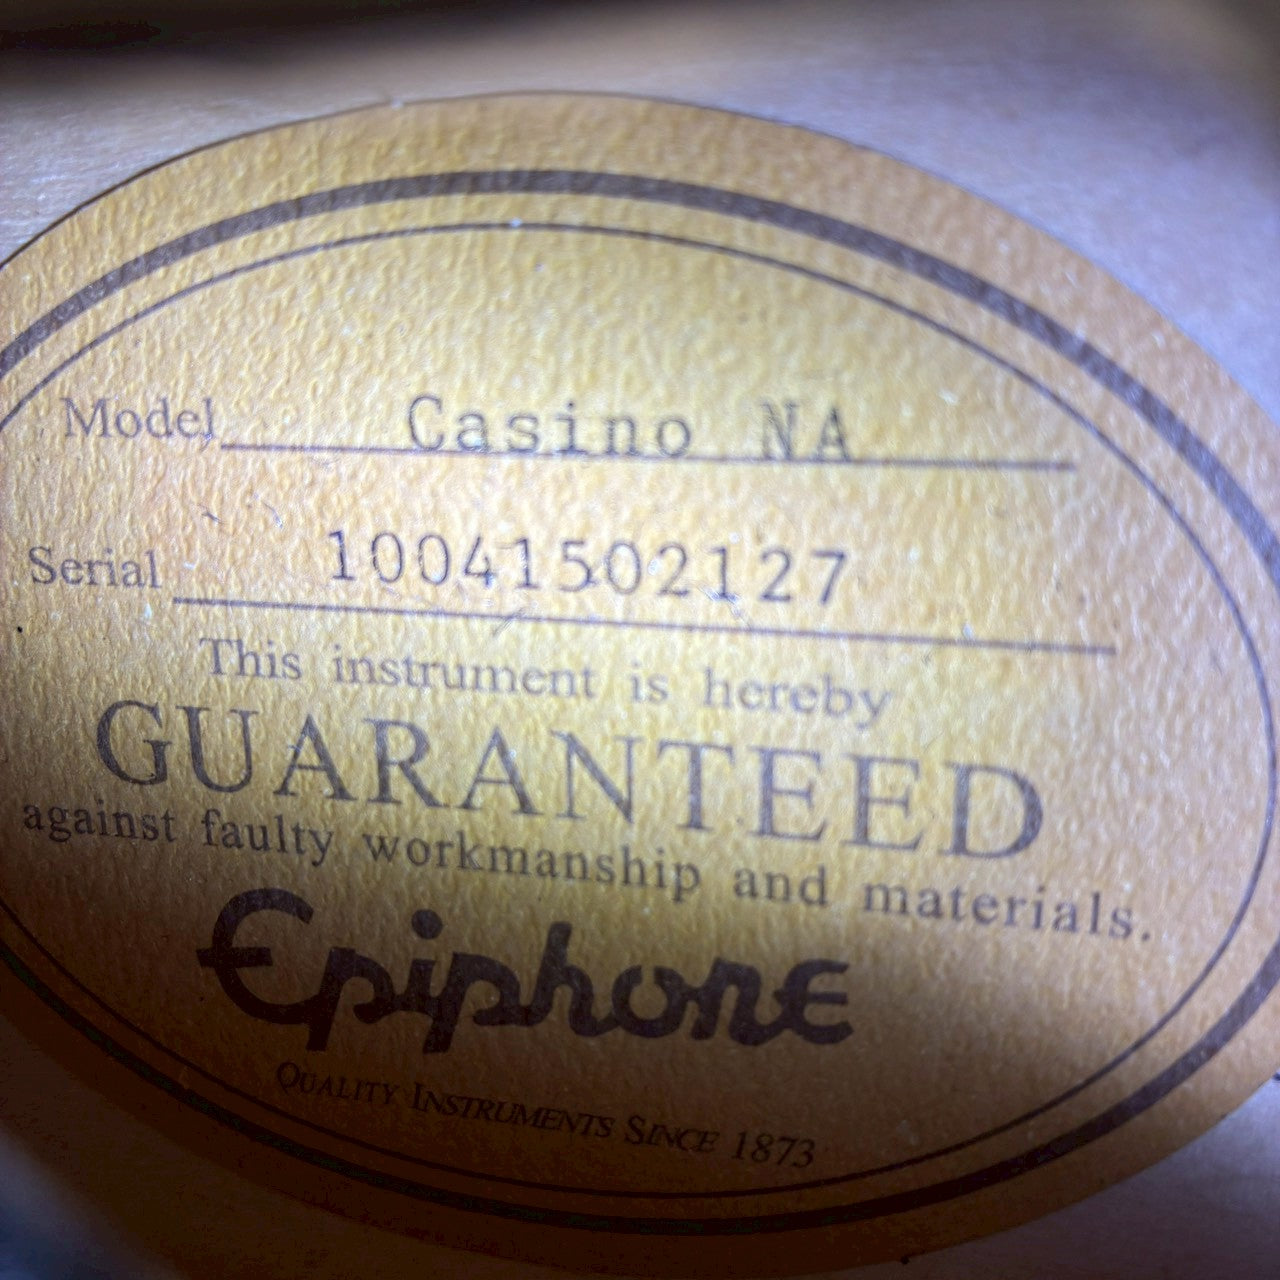 Model Casino NA
Serial 10041502127
This instrument is hereby
GUARANTEED
against faulty workmanship and materials.
Epiphone
QUALITY INSTRUMENTS SINCE 1873